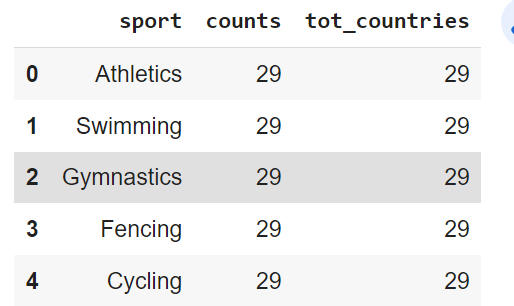 sport counts tot_countries
0 Athletics 29 29
1 Swimming 29 29
2 Gymnastics 29 29
3 Fencing 29 29
4 Cycling 29 29